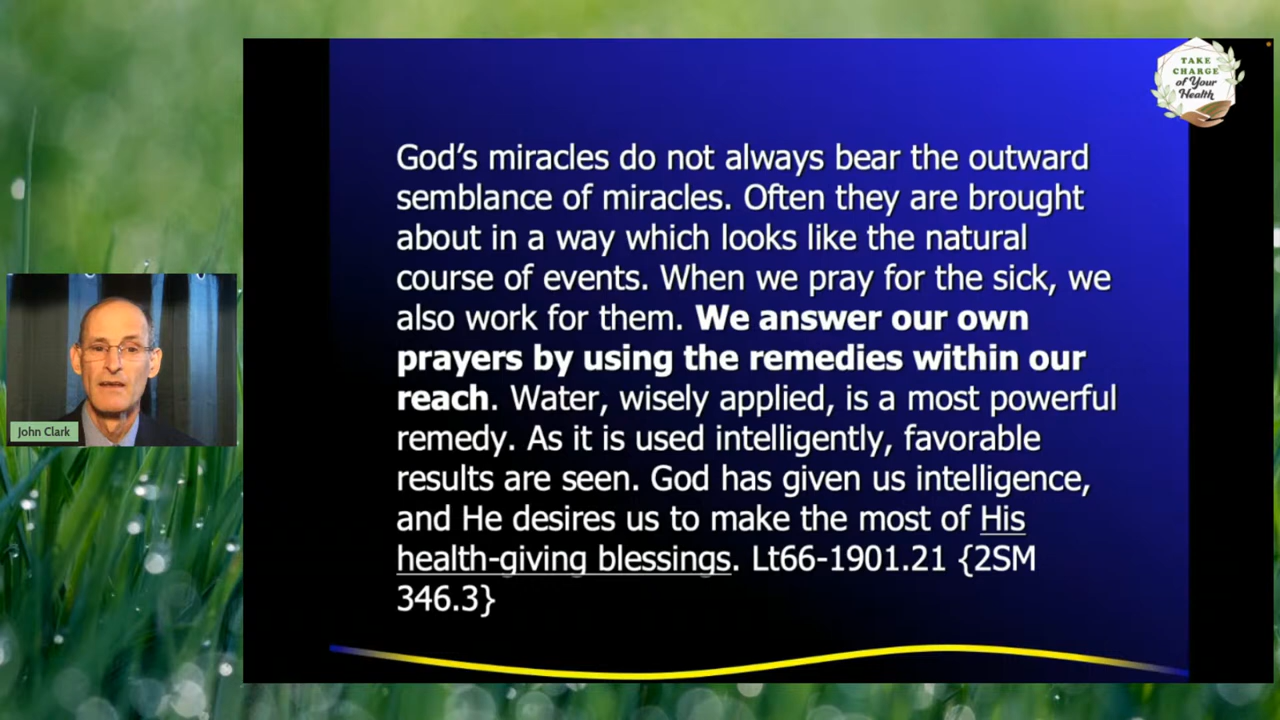 TAKE
CHARGE
of Your
Health
God's miracles do not always bear the outward
semblance of miracles. Often they are brought
about in a way which looks like the natural
course of events. When we pray for the sick, we
also work for them. We answer our own
prayers by using the remedies within our
reach. Water, wisely applied, is a most powerful
remedy. As it is used intelligently, favorable
results are seen. God has given us intelligence,
and He desires us to make the most of His
health-giving blessings. Lt66-1901.21 {2SM
346.3}
John Clark